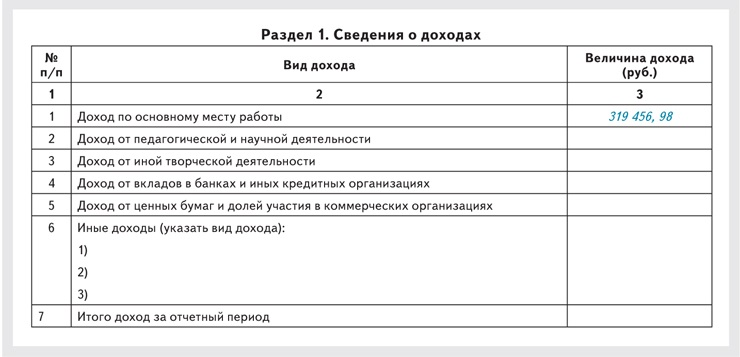 Раздел 1. Сведения о доходах
№ п/п Вид дохода Величина дохода (руб.)
1 2 3
1 Доход по основному месту работы 319 456, 98
2 Доход от педагогической и научной деятельности
3 Доход от иной творческой деятельности
4 Доход от вкладов в банках и иных кредитных организациях
5 Доход от ценных бумаг и долей участия в коммерческих организациях
6 Иные доходы (указать вид дохода):
1)
2)
3)
7 Итого доход за отчетный период